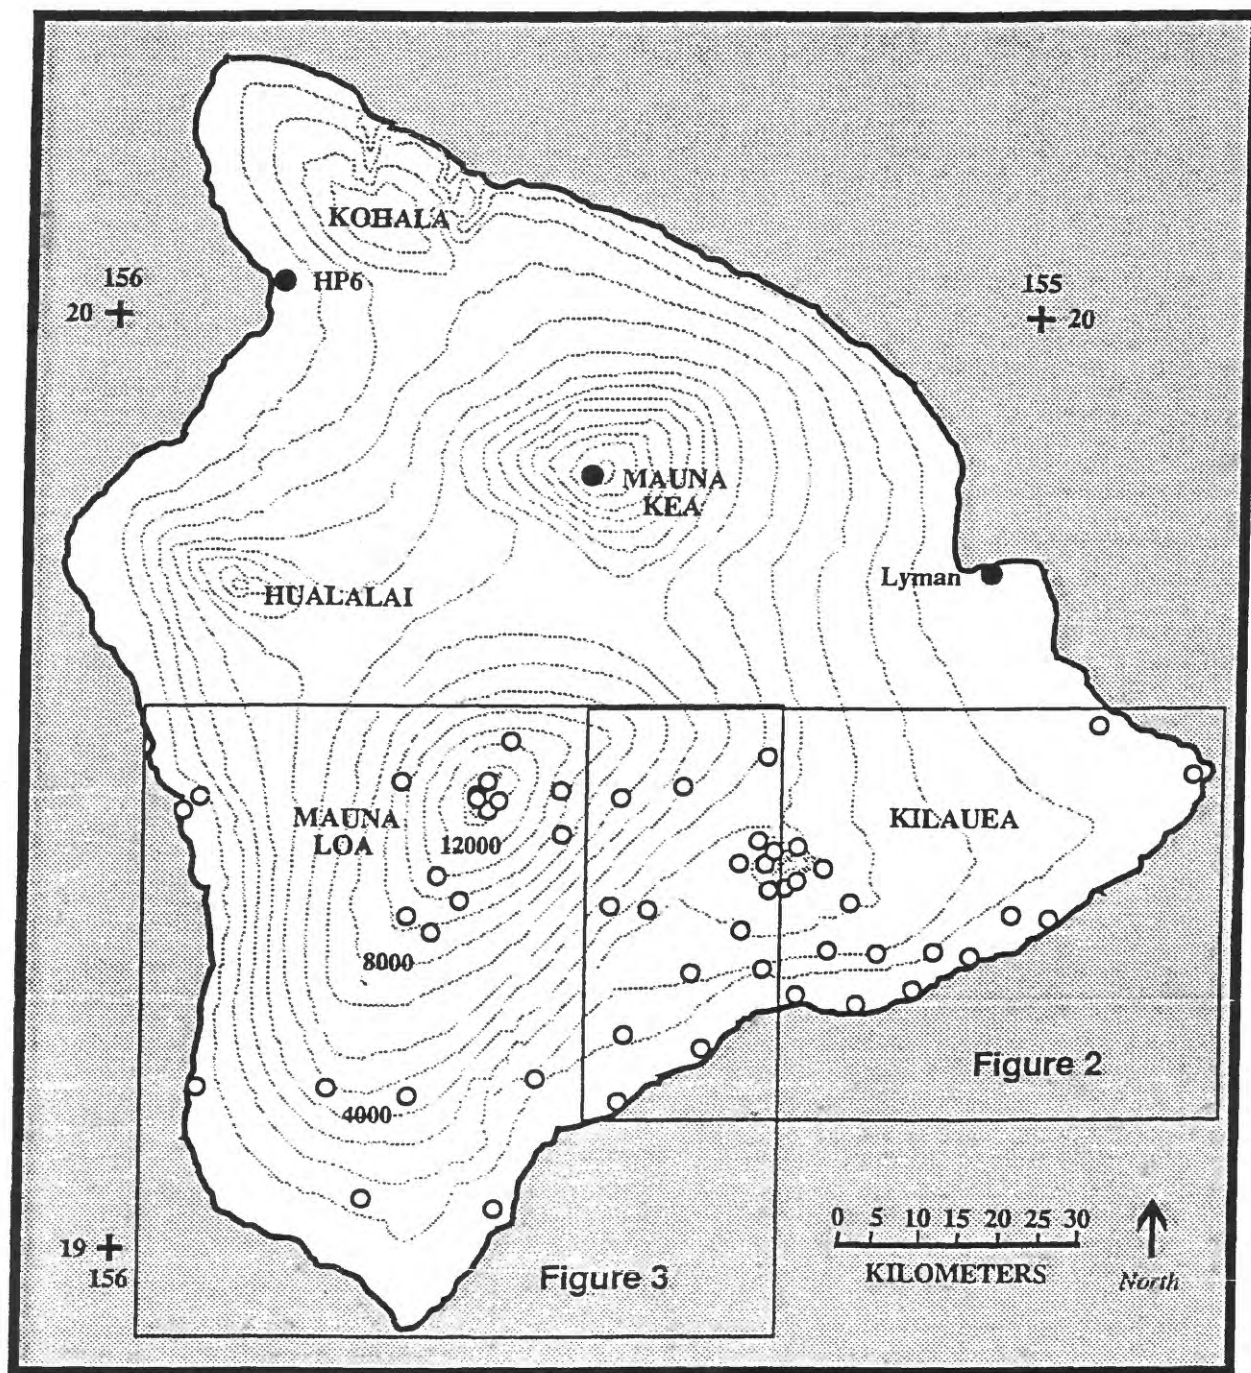 KOHALA
HP6
156
20
155
20
MAUNA
KEA
Lyman
HUALALAI
MAUNA
LOA
12000
KILAUEA
8000
Figure 2
4000
0 5 10 15 20 25 30
KILOMETERS
North
19
156
Figure 3